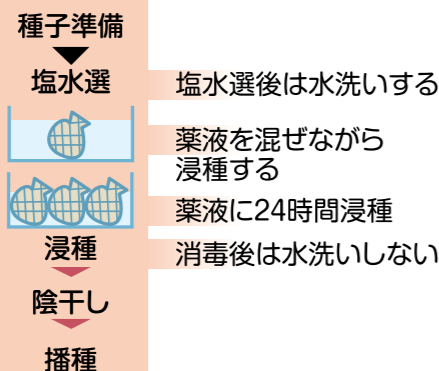 種子準備
塩水選
塩水選後は水洗いする
薬液を混ぜながら
浸種する
薬液に24時間浸種
浸種
消毒後は水洗いしない
陰干し
播種